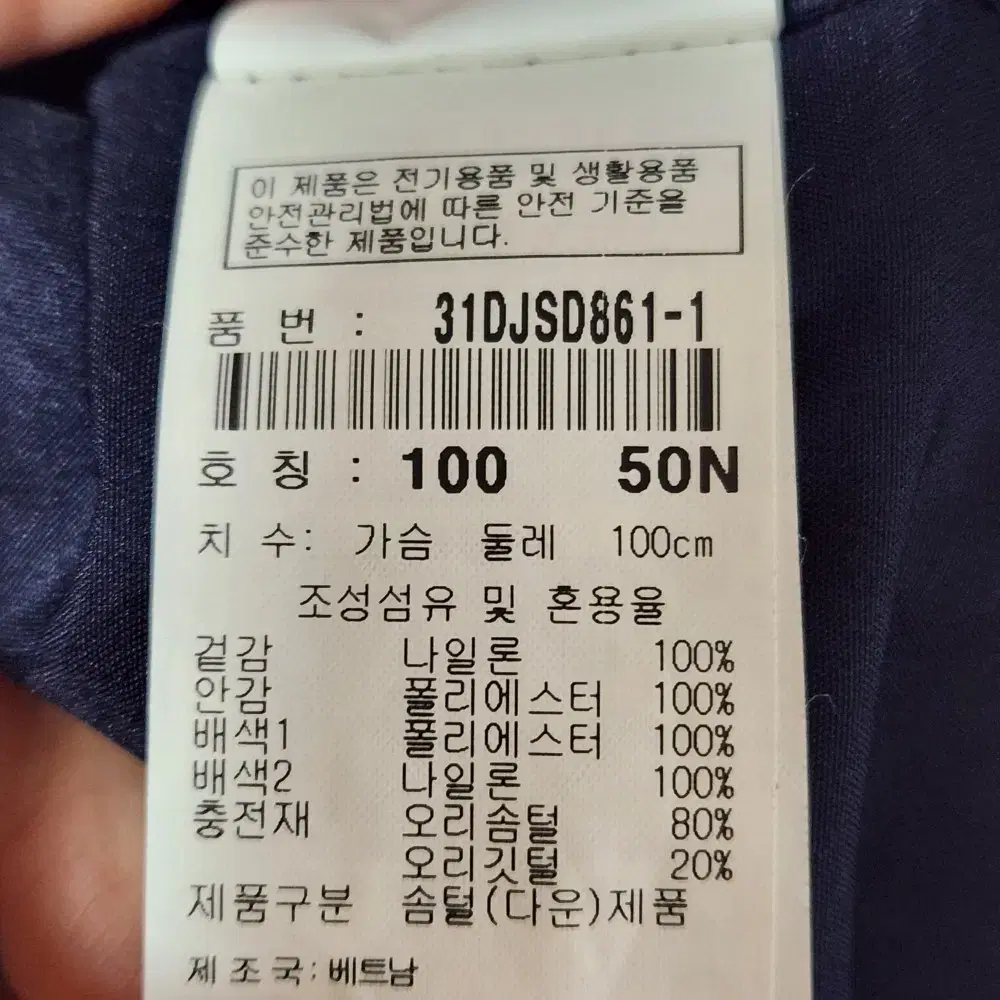 이 제품은 전기용품 및 생활용품
안전관리법에 따른 안전 기준을
준수한 제품입니다.
품 번 : 31DJSD861-1
호 칭 : 100 50N
치 수: 가슴 둘레 100cm
조성섬유 및 혼용율
겉감 나일론 100%
안감 폴리에스터 100%
배색1 폴리에스터 100%
배색2 나일론 100%
충전재 오리솜털 80%
오리깃털 20%
제품구분 솜털(다운)제품
제 조 국: 베트남